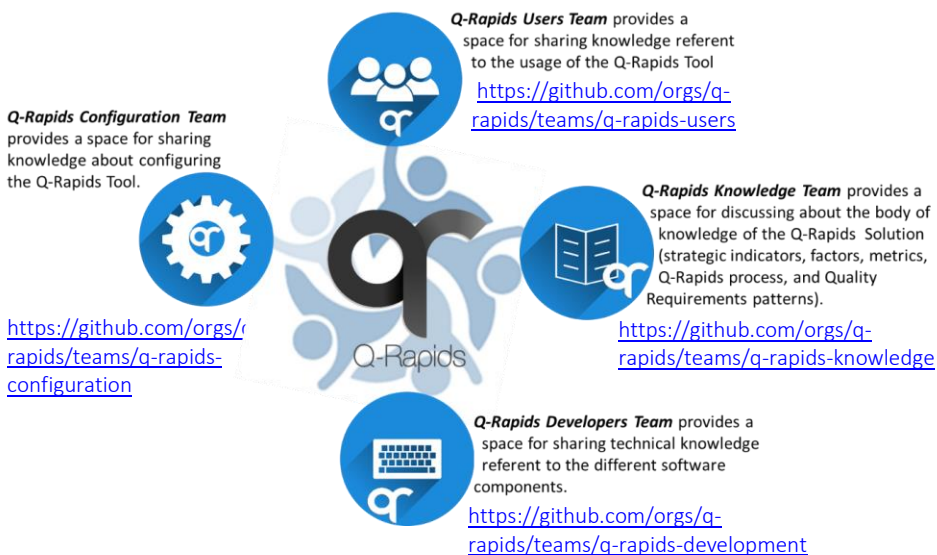 Q-Rapids Users Team provides a
space for sharing knowledge referent
to the usage of the Q-Rapids Tool
https://github.com/orgs/q-
rapids/teams/q-rapids-users
Q-Rapids Configuration Team
provides a space for sharing
knowledge about configuring
the Q-Rapids Tool.
https://github.com/orgs/
rapids/teams/q-rapids-
configuration
Q-Rapids
Q-Rapids Knowledge Team provides a
space for discussing about the body of
knowledge of the Q-Rapids Solution
(strategic indicators, factors, metrics,
Q-Rapids process, and Quality
Requirements patterns).
https://github.com/orgs/q-
rapids/teams/q-rapids-knowledge
Q-Rapids Developers Team provides a
space for sharing technical knowledge
referent to the different software
components.
https://github.com/orgs/q-
rapids/teams/q-rapids-development